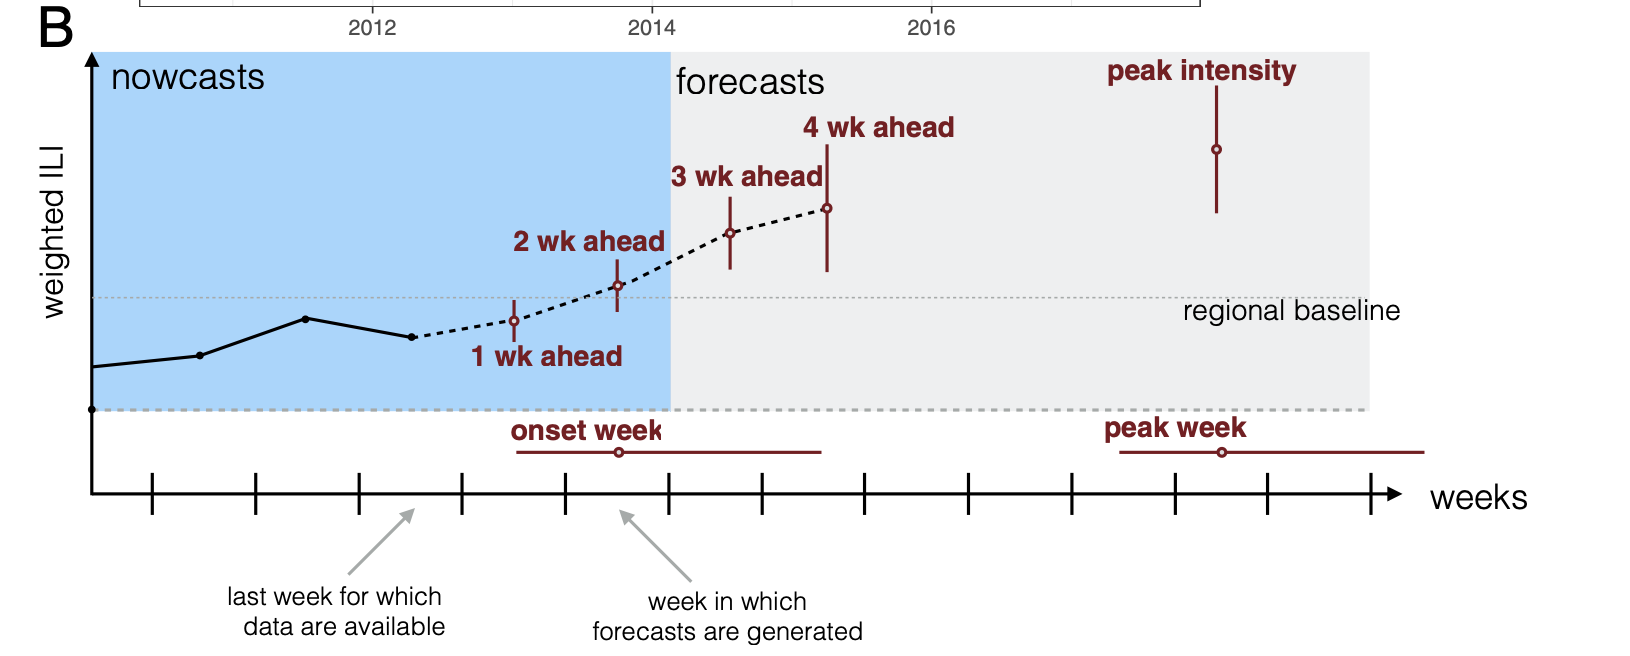 B
2012
2014
2016
nowcasts
forecasts
peak intensity
4 wk ahead
3 wk ahead
2 wk ahead
1 wk ahead
weighted ILI
regional baseline
onset week
peak week
weeks
last week for which
data are available
week in which
forecasts are generated